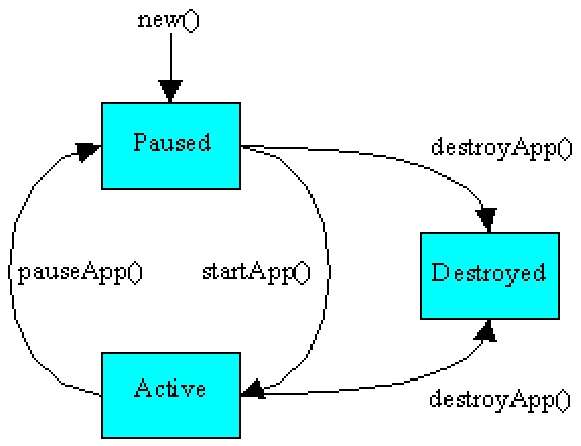 new()
Paused
destroyApp()
pauseApp()
startApp()
Destroyed
Active
destroyApp()